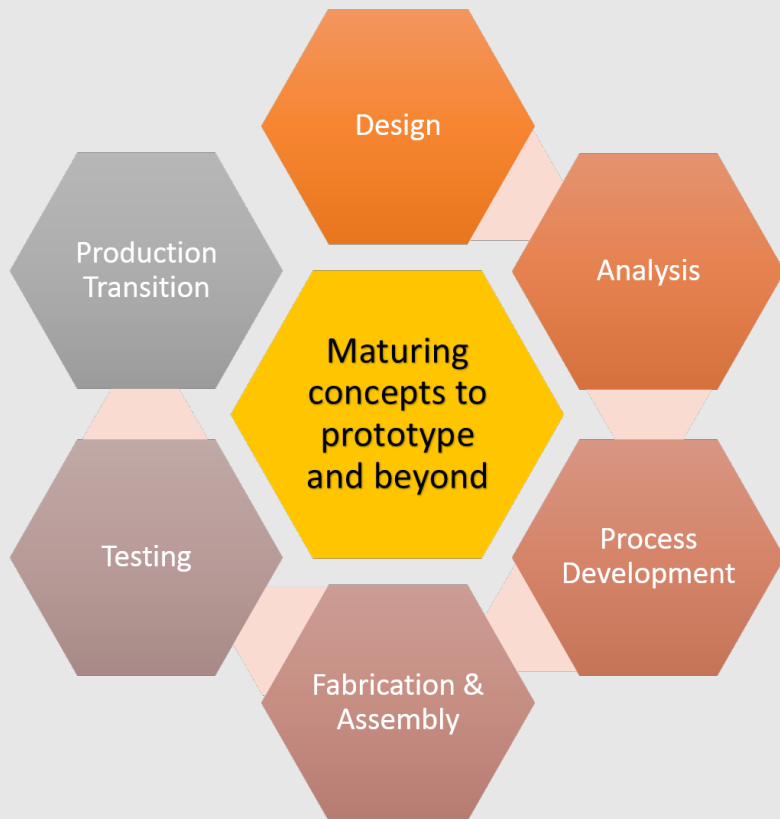 Design
Analysis
Process
Development
Fabrication &
Assembly
Testing
Production
Transition
Maturing
concepts to
prototype
and beyond